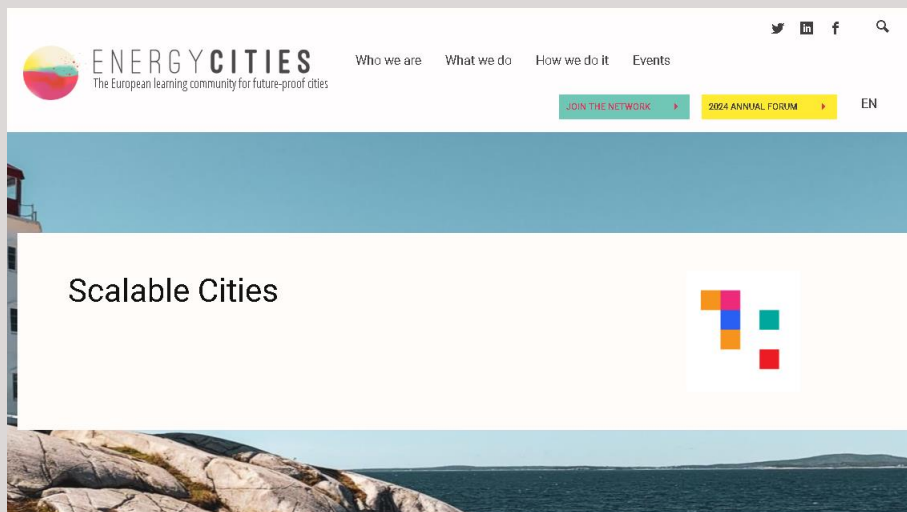 ENERGYCITIES
The European learning community for future-proof cities
Who we are
What we do
How we do it
Events
JOIN THE NETWORK
2024 ANNUAL FORUM
EN
Scalable Cities